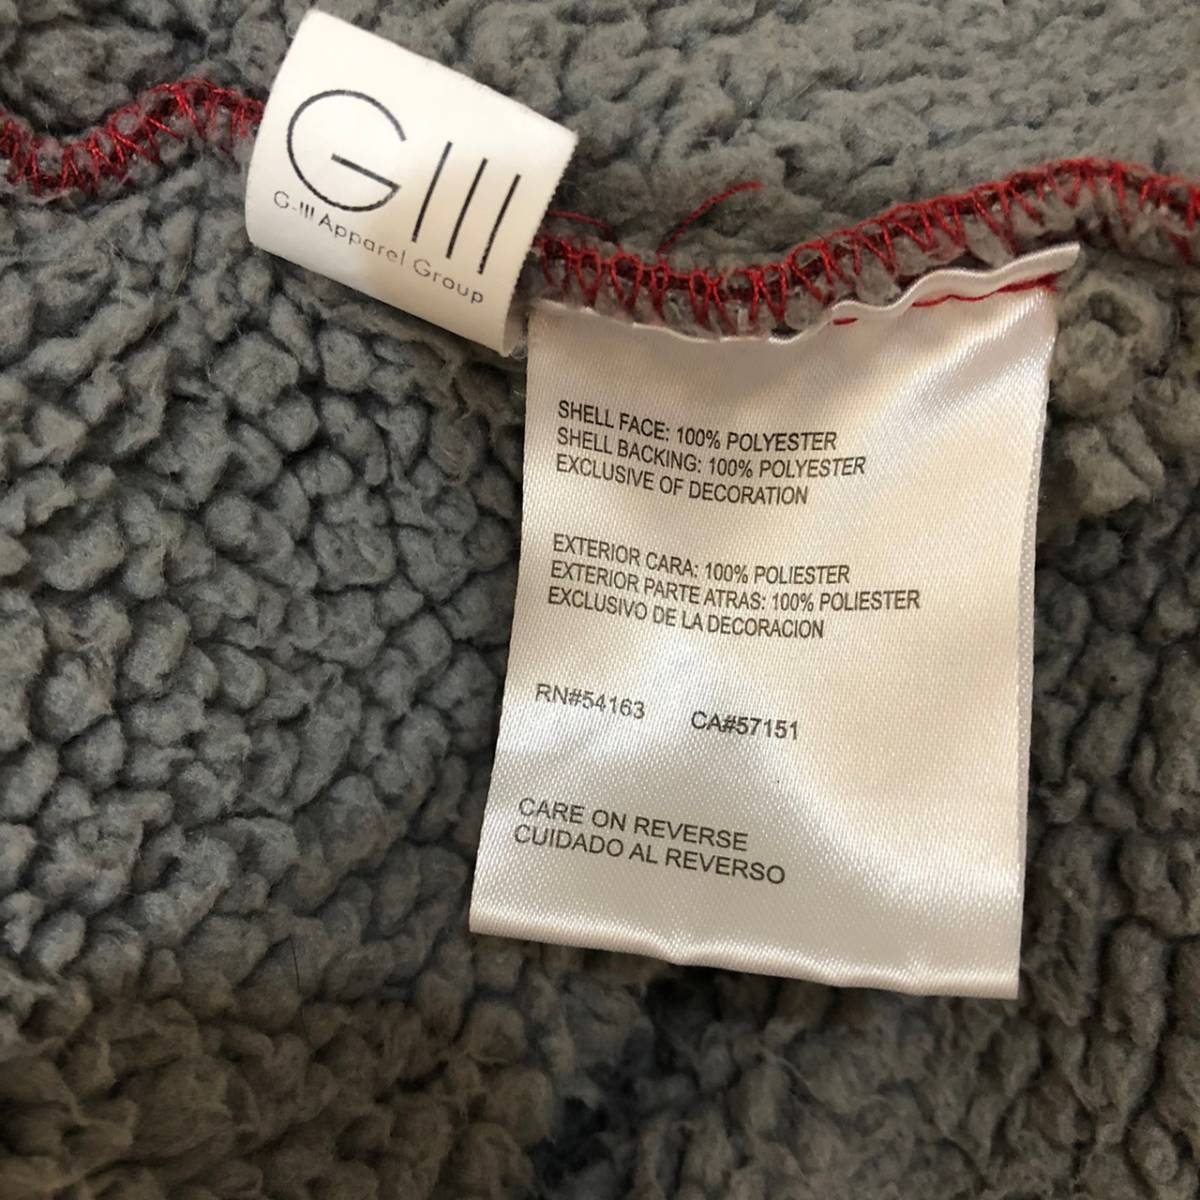 GIII
G-III Apparel Group
SHELL FACE: 100% POLYESTER
SHELL BACKING: 100% POLYESTER
EXCLUSIVE OF DECORATION
EXTERIOR CARA: 100% POLIESTER
EXTERIOR PARTE ATRAS: 100% POLIESTER
EXCLUSIVO DE LA DECORACION
RN#54163 CA#57151
CARE ON REVERSE
CUIDADO AL REVERSO